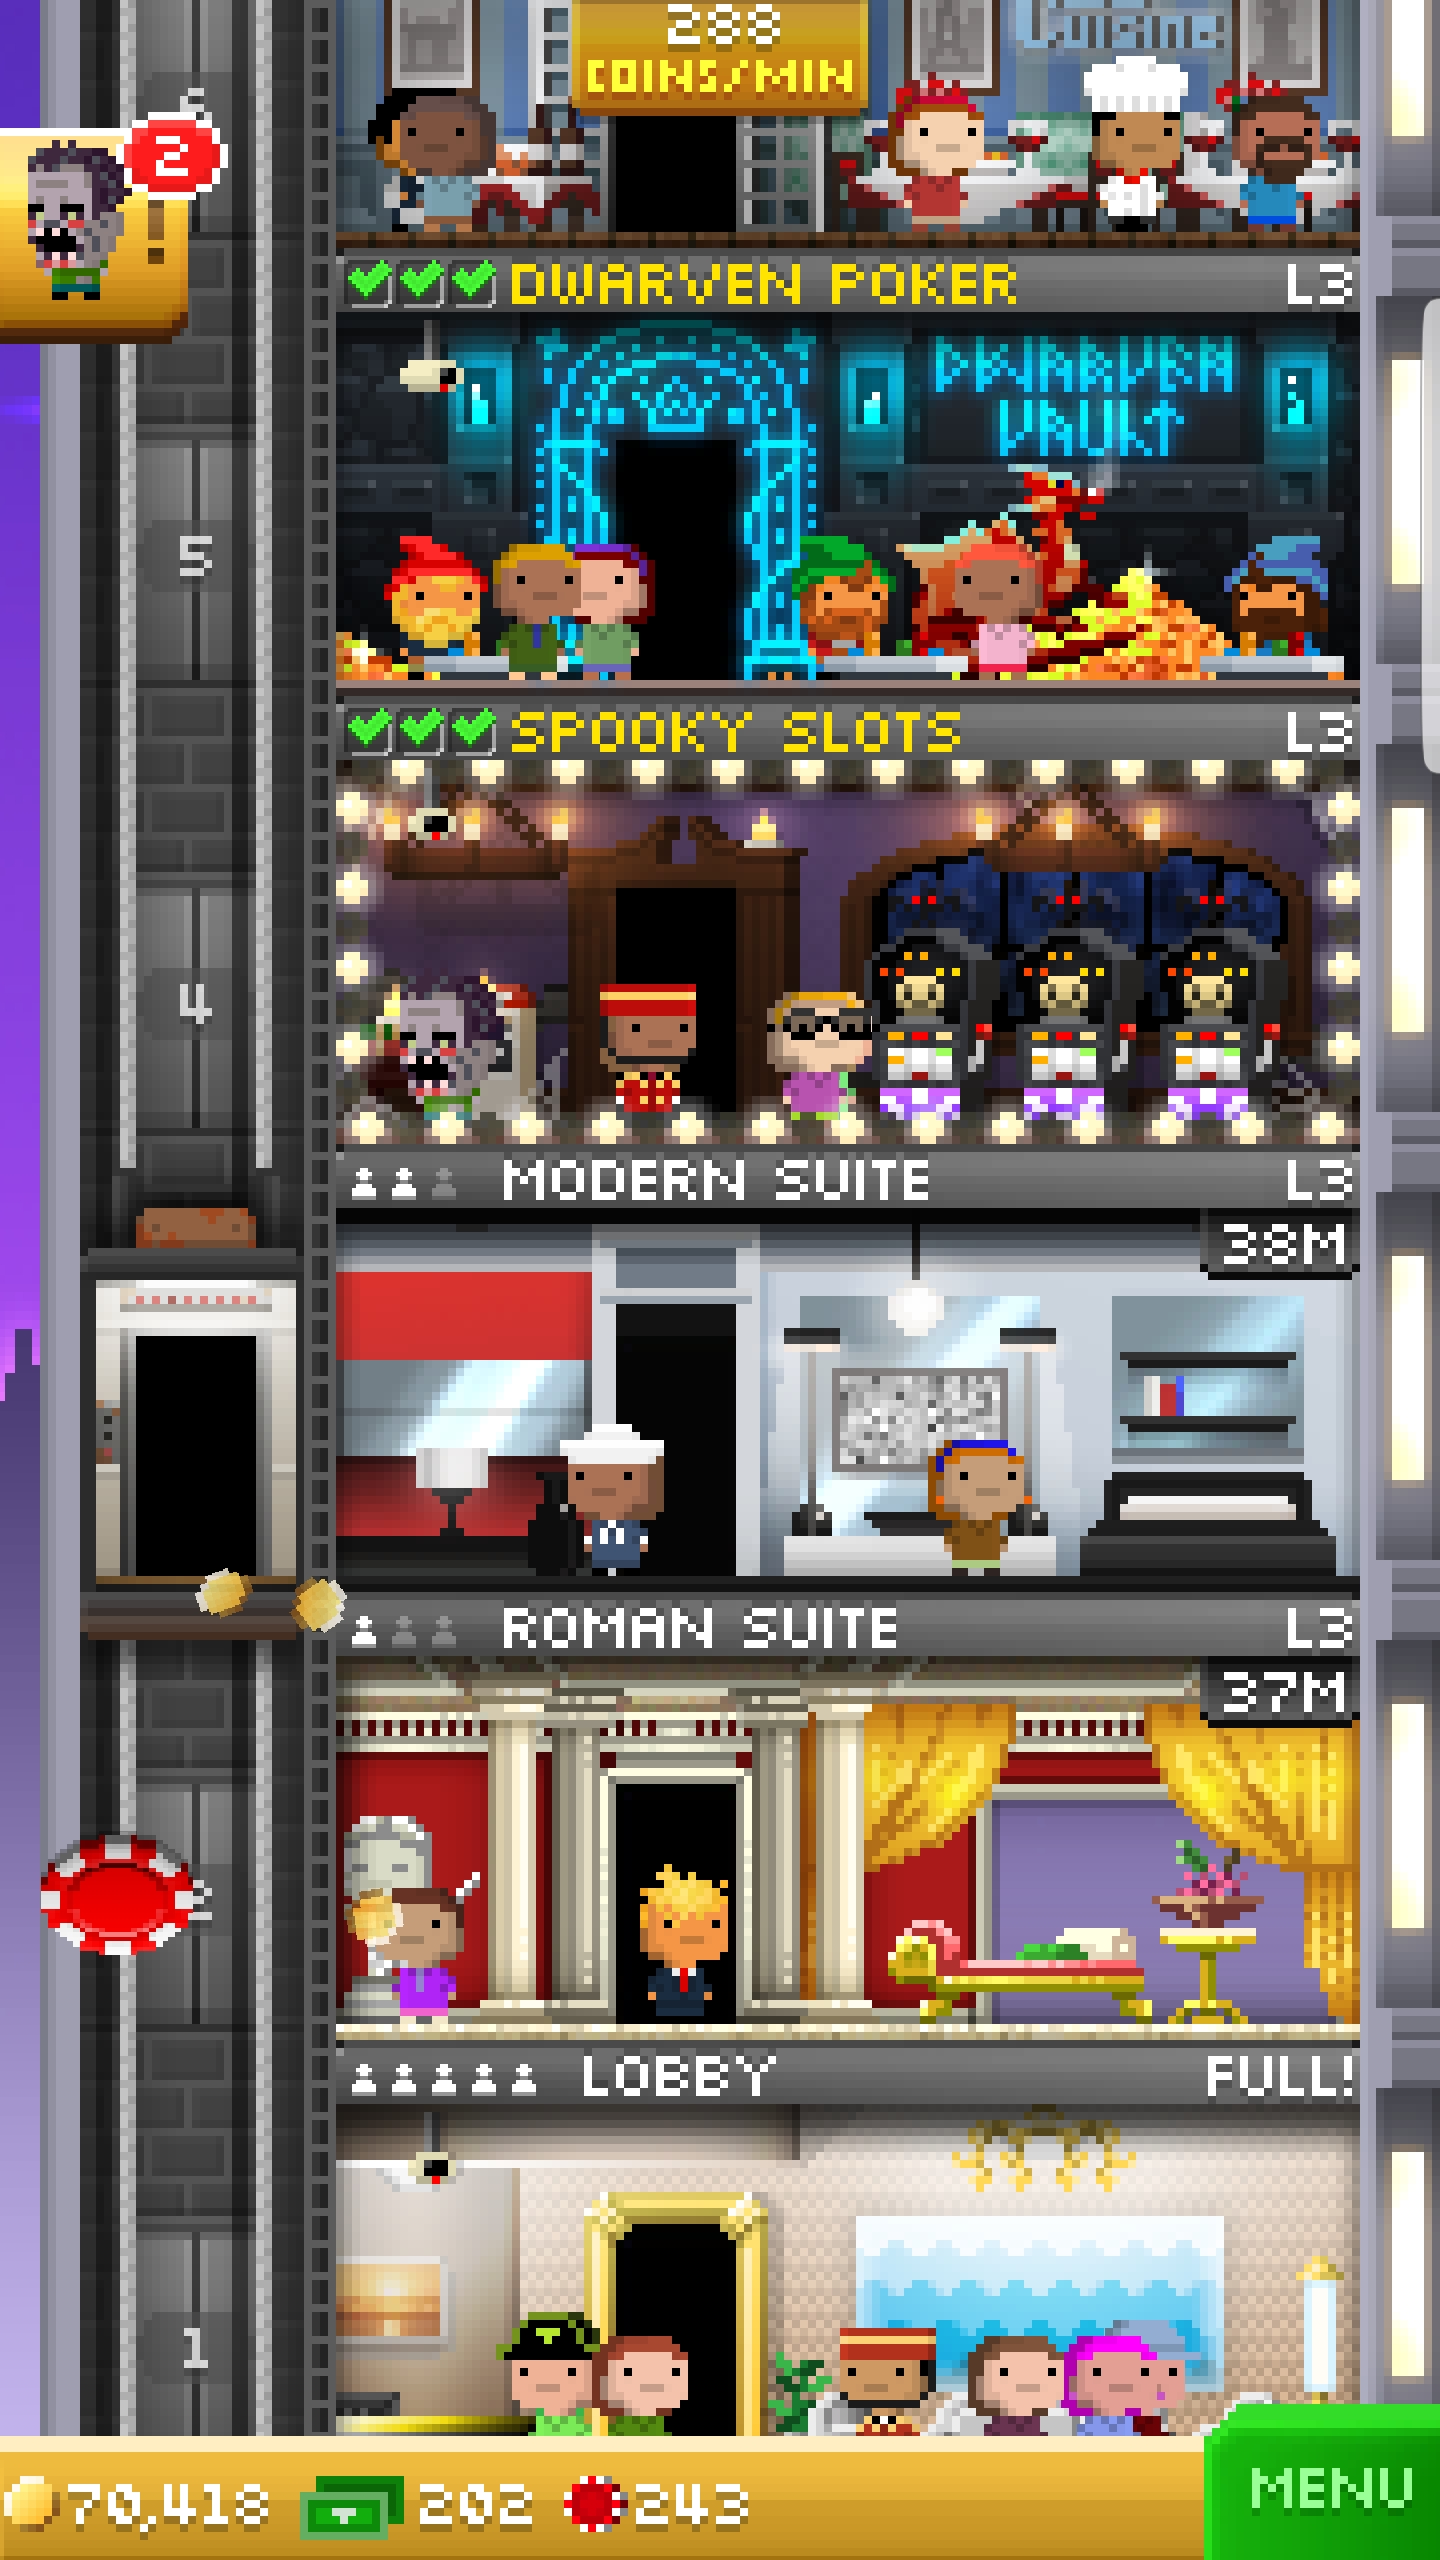 Cuisine
288
COINS/MIN
2
!
DWARVEN POKER L3
DWARVEN
VAULT
5
SPOOKY SLOTS L3
4
MODERN SUITE L3
38M
ROMAN SUITE L3
37M
LOBBY FULL!
1
70,418 202 243
MENU